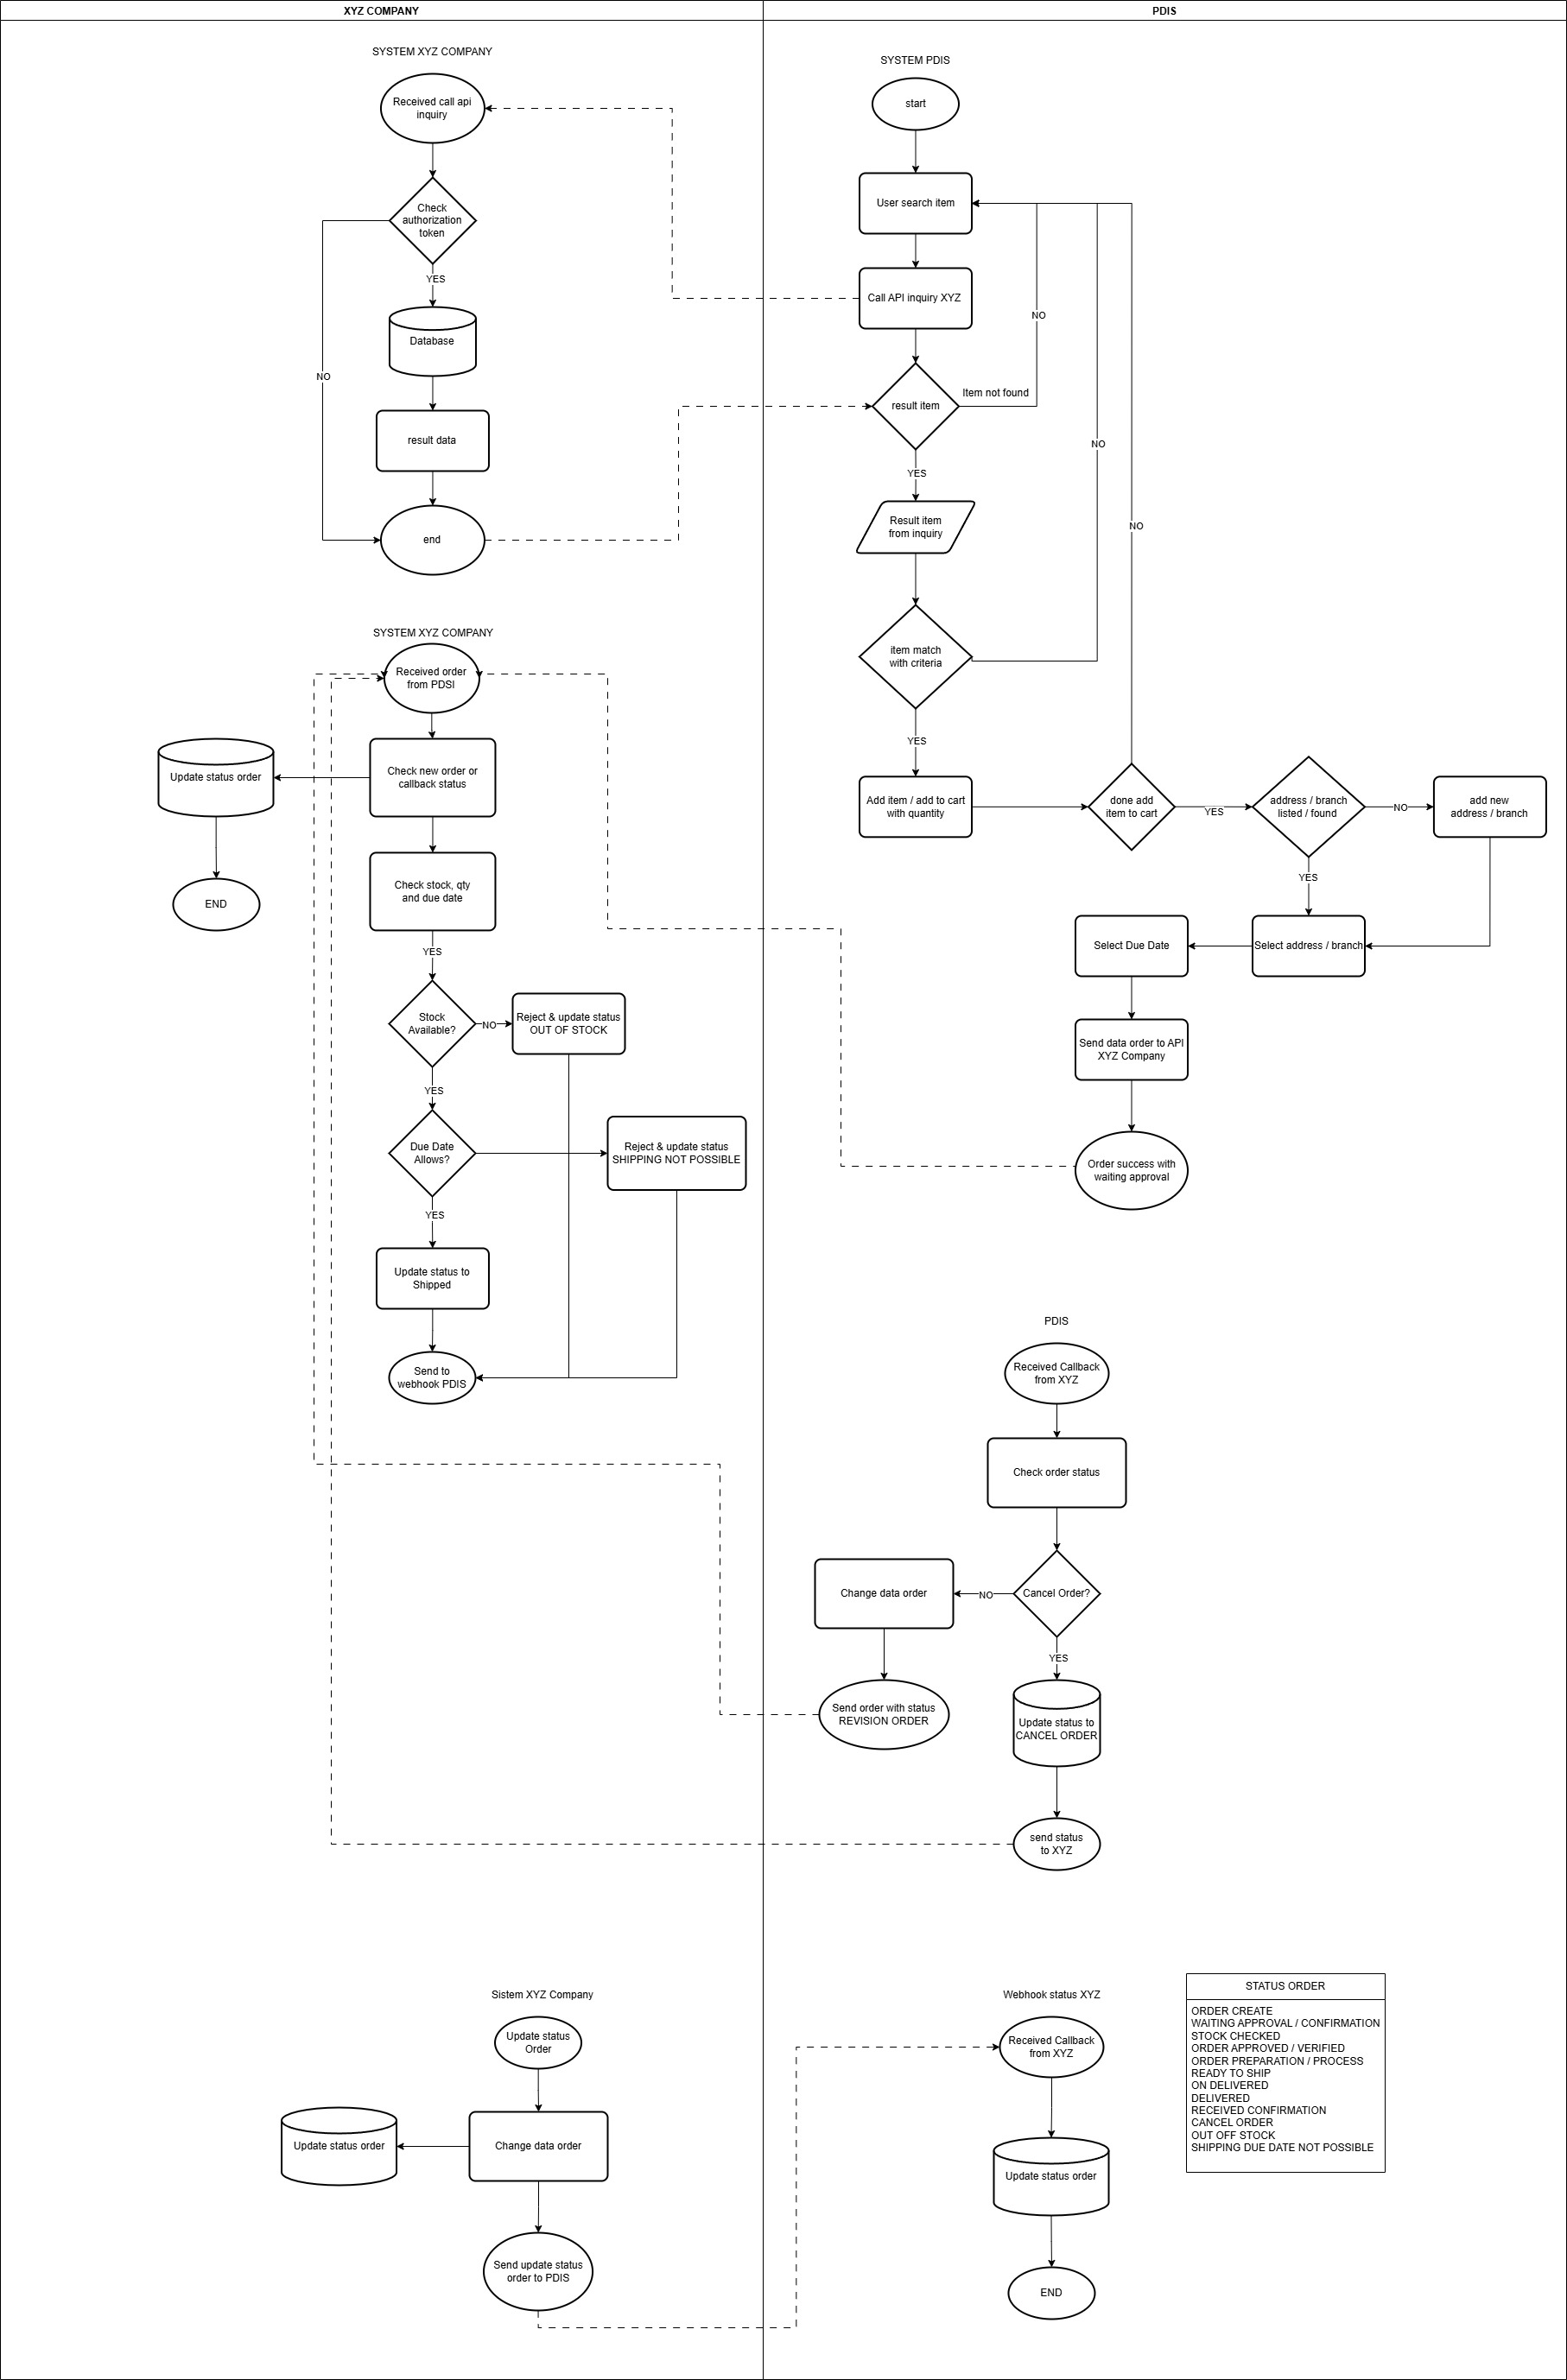 XYZ COMPANY
PDIS
SYSTEM XYZ COMPANY
Received call api
inquiry
Check
authorization
token
YES
NO
Database
result data
end
SYSTEM PDIS
start
User search item
Call API inquiry XYZ
result item
Item not found
NO
YES
Result item
from inquiry
item match
with criteria
NO
YES
Add item / add to cart
with quantity
done add
item to cart
NO
YES
address / branch
listed / found
NO
add new
address / branch
YES
Select address / branch
Select Due Date
Send data order to API
XYZ Company
Order success with
waiting approval
SYSTEM XYZ COMPANY
Received order
from PDSI
Check new order or
callback status
Update status order
END
Check stock, qty
and due date
YES
Stock
Available?
NO
Reject & update status
OUT OF STOCK
YES
Due Date
Allows?
Reject & update status
SHIPPING NOT POSSIBLE
YES
Update status to
Shipped
Send to
webhook PDIS
PDIS
Received Callback
from XYZ
Check order status
Cancel Order?
NO
Change data order
Send order with status
REVISION ORDER
YES
Update status to
CANCEL ORDER
send status
to XYZ
Sistem XYZ Company
Update status
Order
Change data order
Update status order
Send update status
order to PDIS
Webhook status XYZ
Received Callback
from XYZ
Update status order
END
STATUS ORDER
ORDER CREATE
WAITING APPROVAL / CONFIRMATION
STOCK CHECKED
ORDER APPROVED / VERIFIED
ORDER PREPARATION / PROCESS
READY TO SHIP
ON DELIVERED
DELIVERED
RECEIVED CONFIRMATION
CANCEL ORDER
OUT OFF STOCK
SHIPPING DUE DATE NOT POSSIBLE